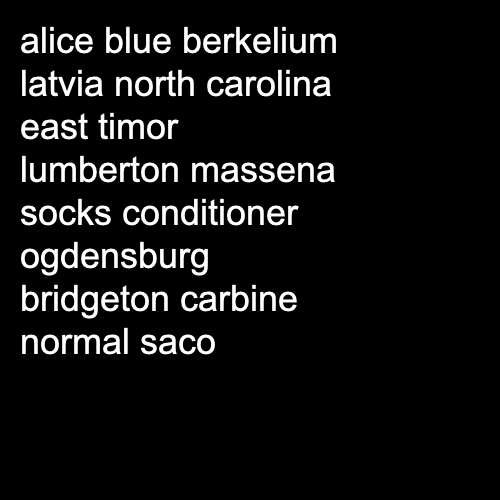 alice blue berkelium
latvia north carolina
east timor
lumberton massena
socks conditioner
ogdensburg
bridgeton carbine
normal saco